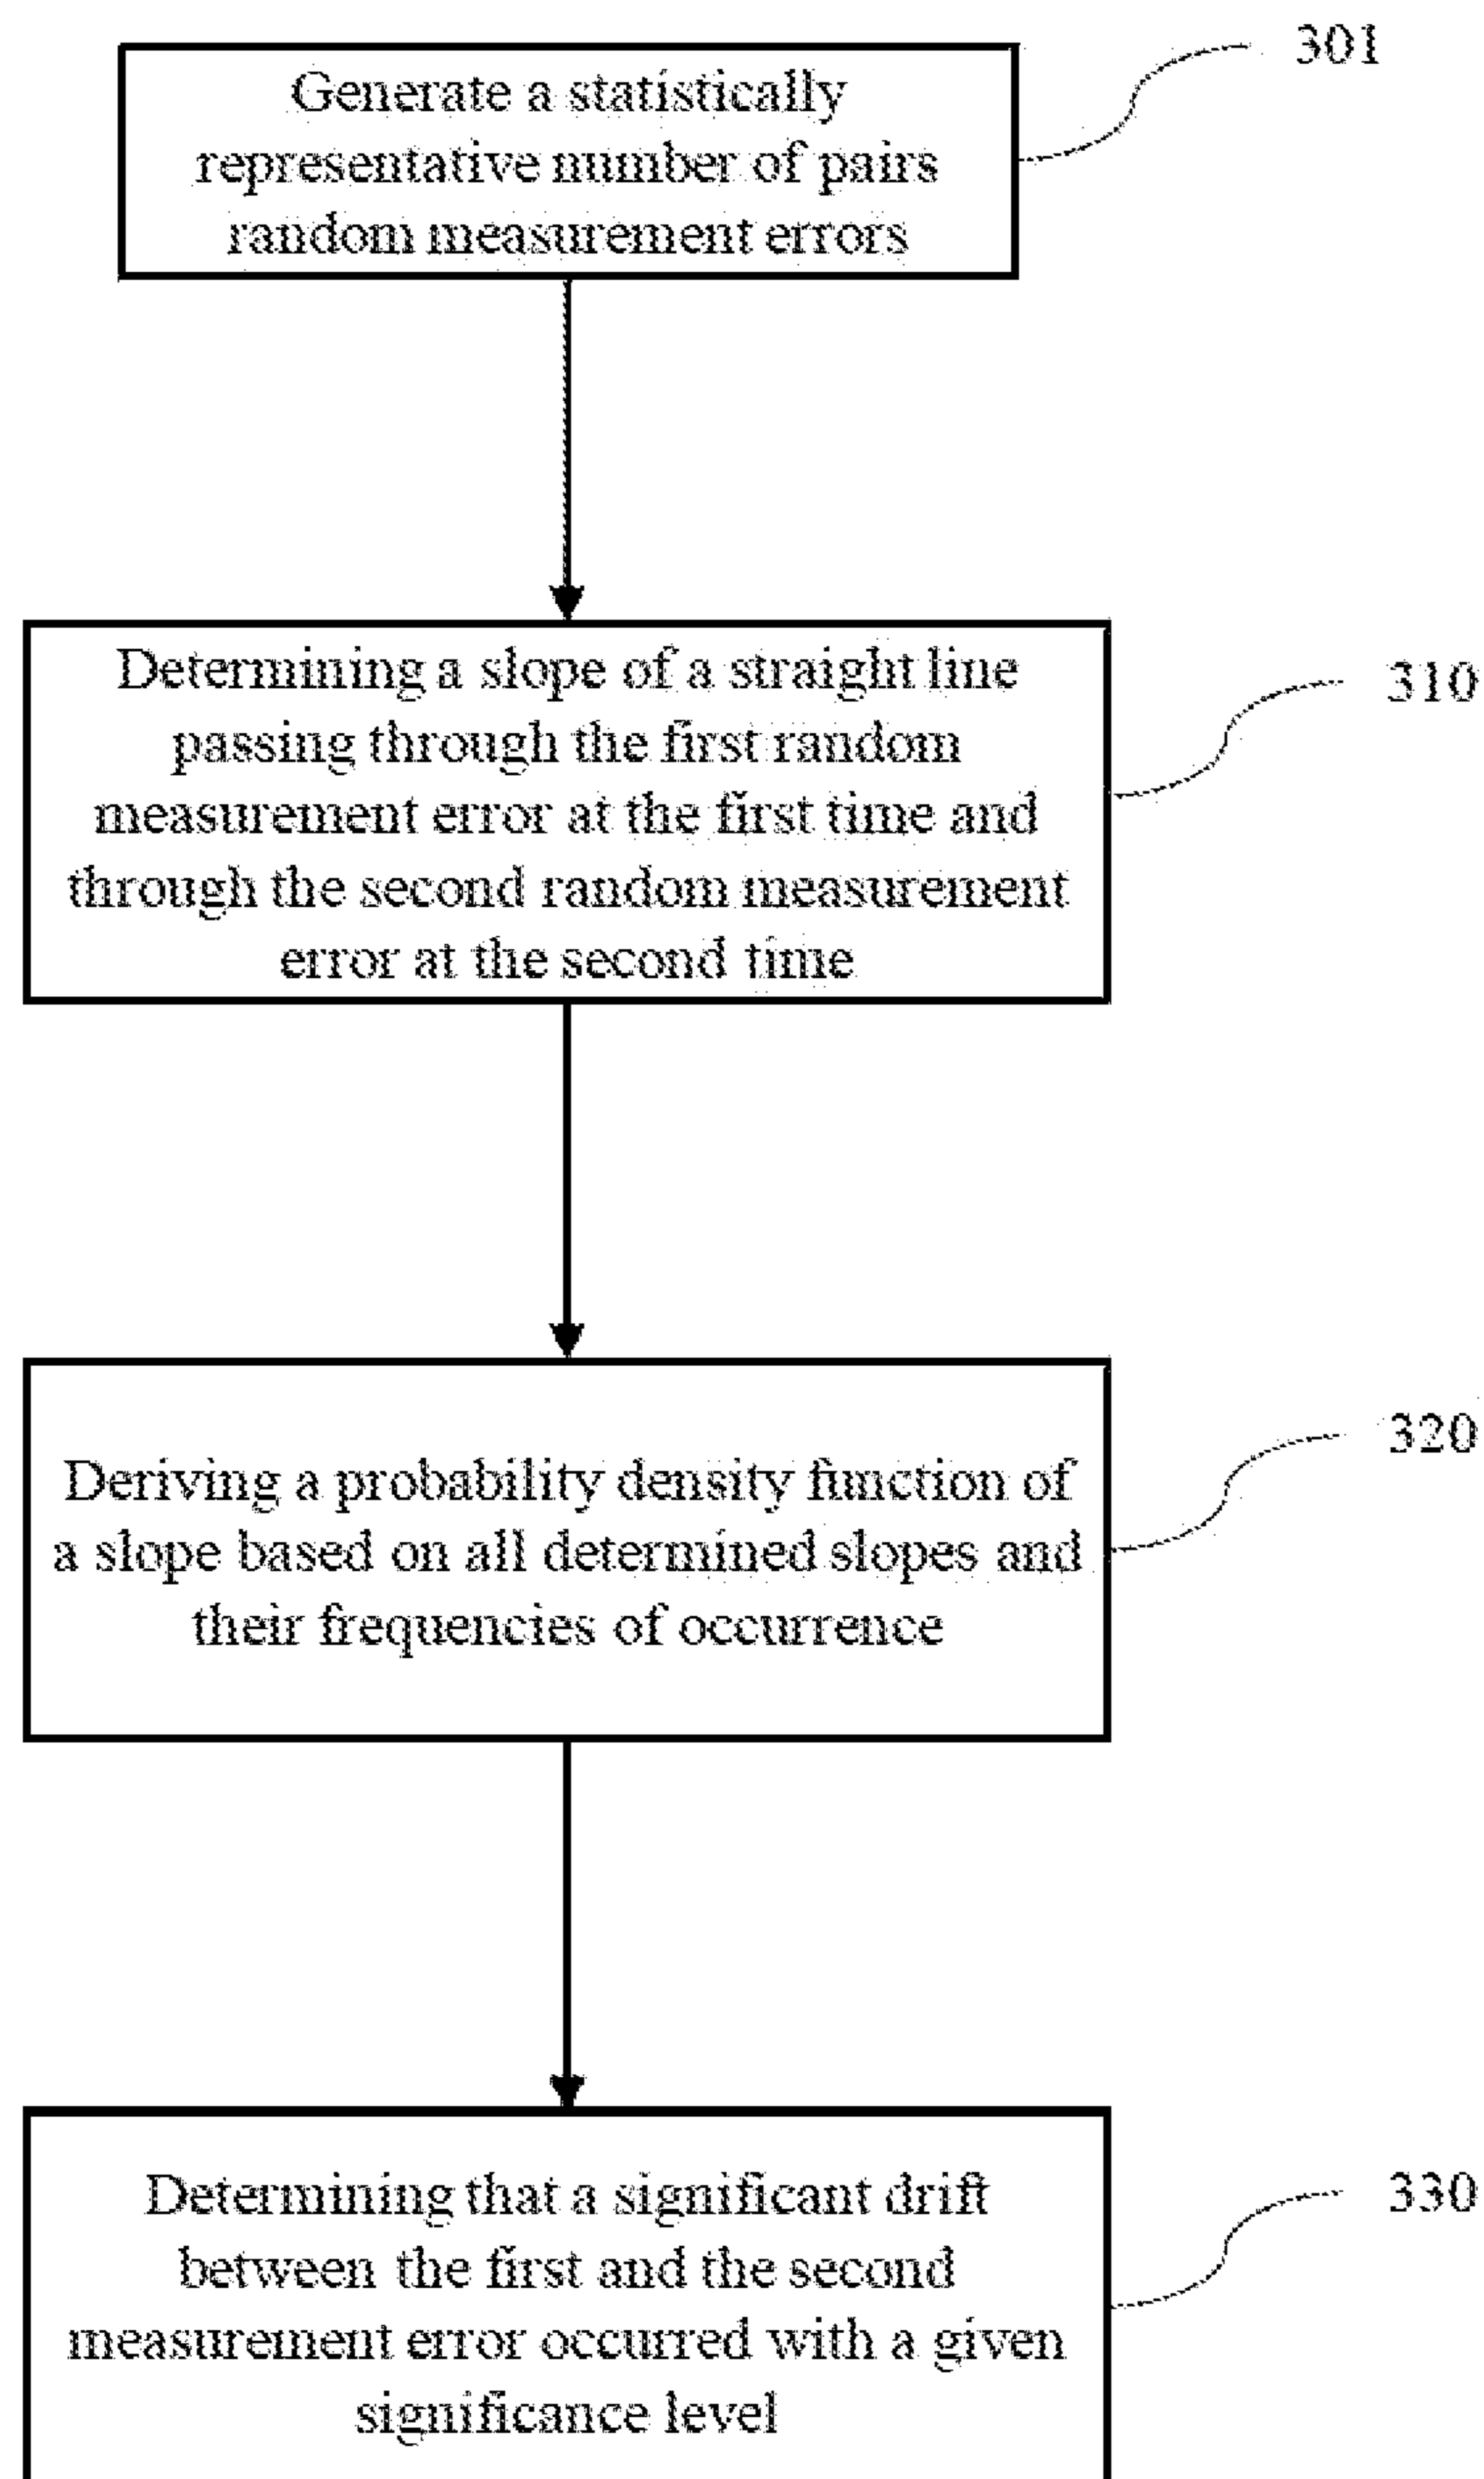 301
Generate a statistically
representative number of pairs
random measurement errors
310
Determining a slope of a straight line
passing through the first random
measurement error at the first time and
through the second random measurement
error at the second time
320
Deriving a probability density function of
a slope based on all determined slopes and
their frequencies of occurrence
330
Determining that a significant drift
between the first and the second
measurement error occurred with a given
significance level